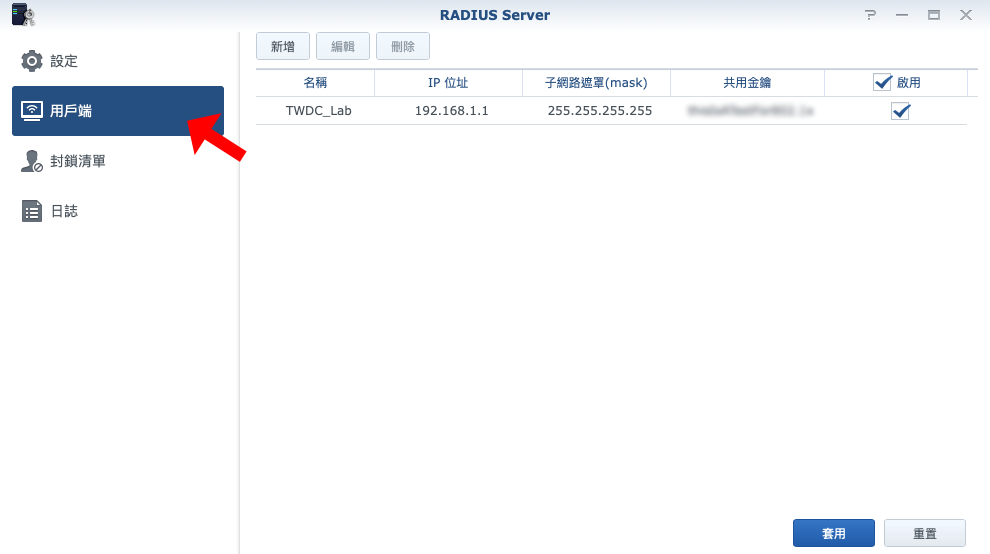 RADIUS Server
設定
用戶端
封鎖清單
日誌
新增 編輯 刪除
名稱 IP 位址 子網路遮罩(mask) 共用金鑰 啟用
TWDC_Lab 192.168.1.1 255.255.255.255
套用 重置